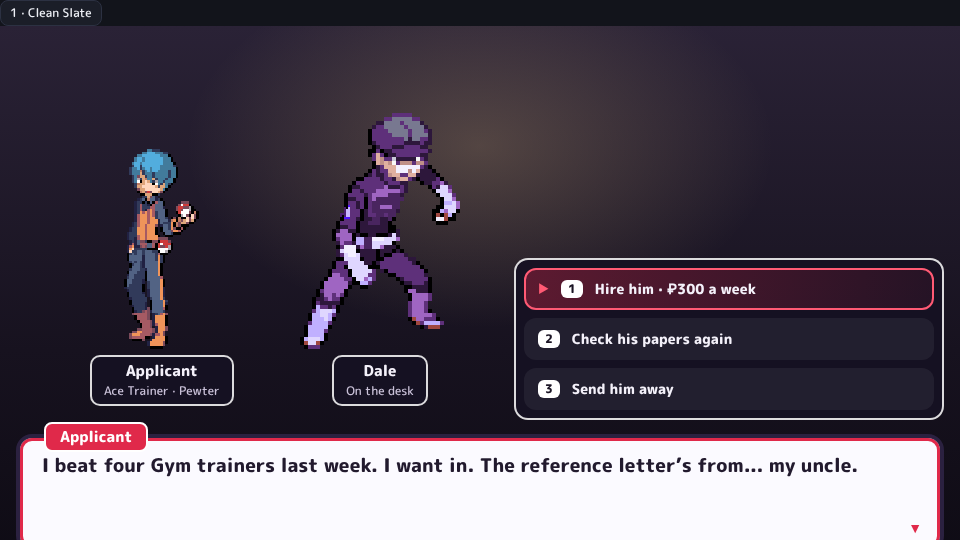 1 · Clean Slate
Applicant
Ace Trainer · Pewter
Dale
On the desk
1 Hire him · ₽300 a week
2 Check his papers again
3 Send him away
Applicant
I beat four Gym trainers last week. I want in. The reference letter’s from... my uncle.